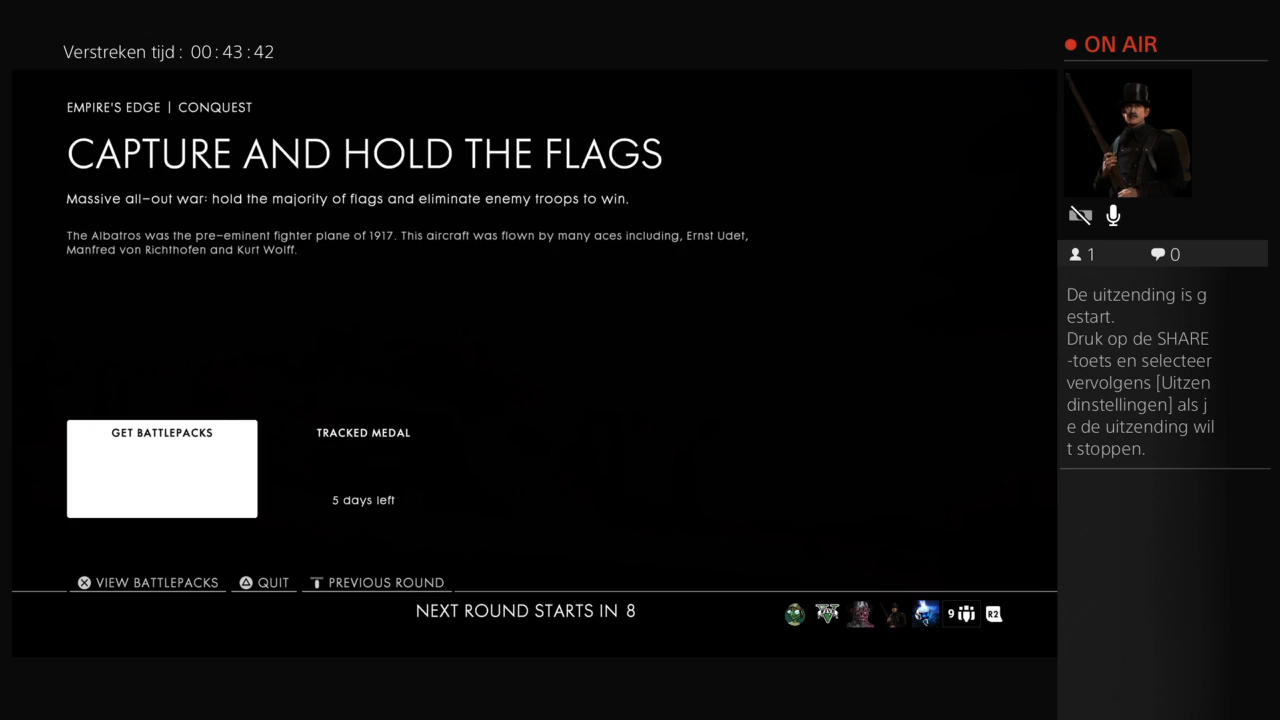 Verstreken tijd : 00:43:42
ON AIR
EMPIRE'S EDGE | CONQUEST
CAPTURE AND HOLD THE FLAGS
Massive all-out war: hold the majority of flags and eliminate enemy troops to win.
The Albatros was the pre-eminent fighter plane of 1917. This aircraft was flown by many aces including, Ernst Udet,
Manfred von Richthofen and Kurt Wolff.
1
0
De uitzending is g
estart.
Druk op de SHARE
-toets en selecteer
vervolgens [Uitzen
dinstellingen] als j
e de uitzending wil
t stoppen.
GET BATTLEPACKS
TRACKED MEDAL
5 days left
VIEW BATTLEPACKS
QUIT
PREVIOUS ROUND
NEXT ROUND STARTS IN 8
9
R2